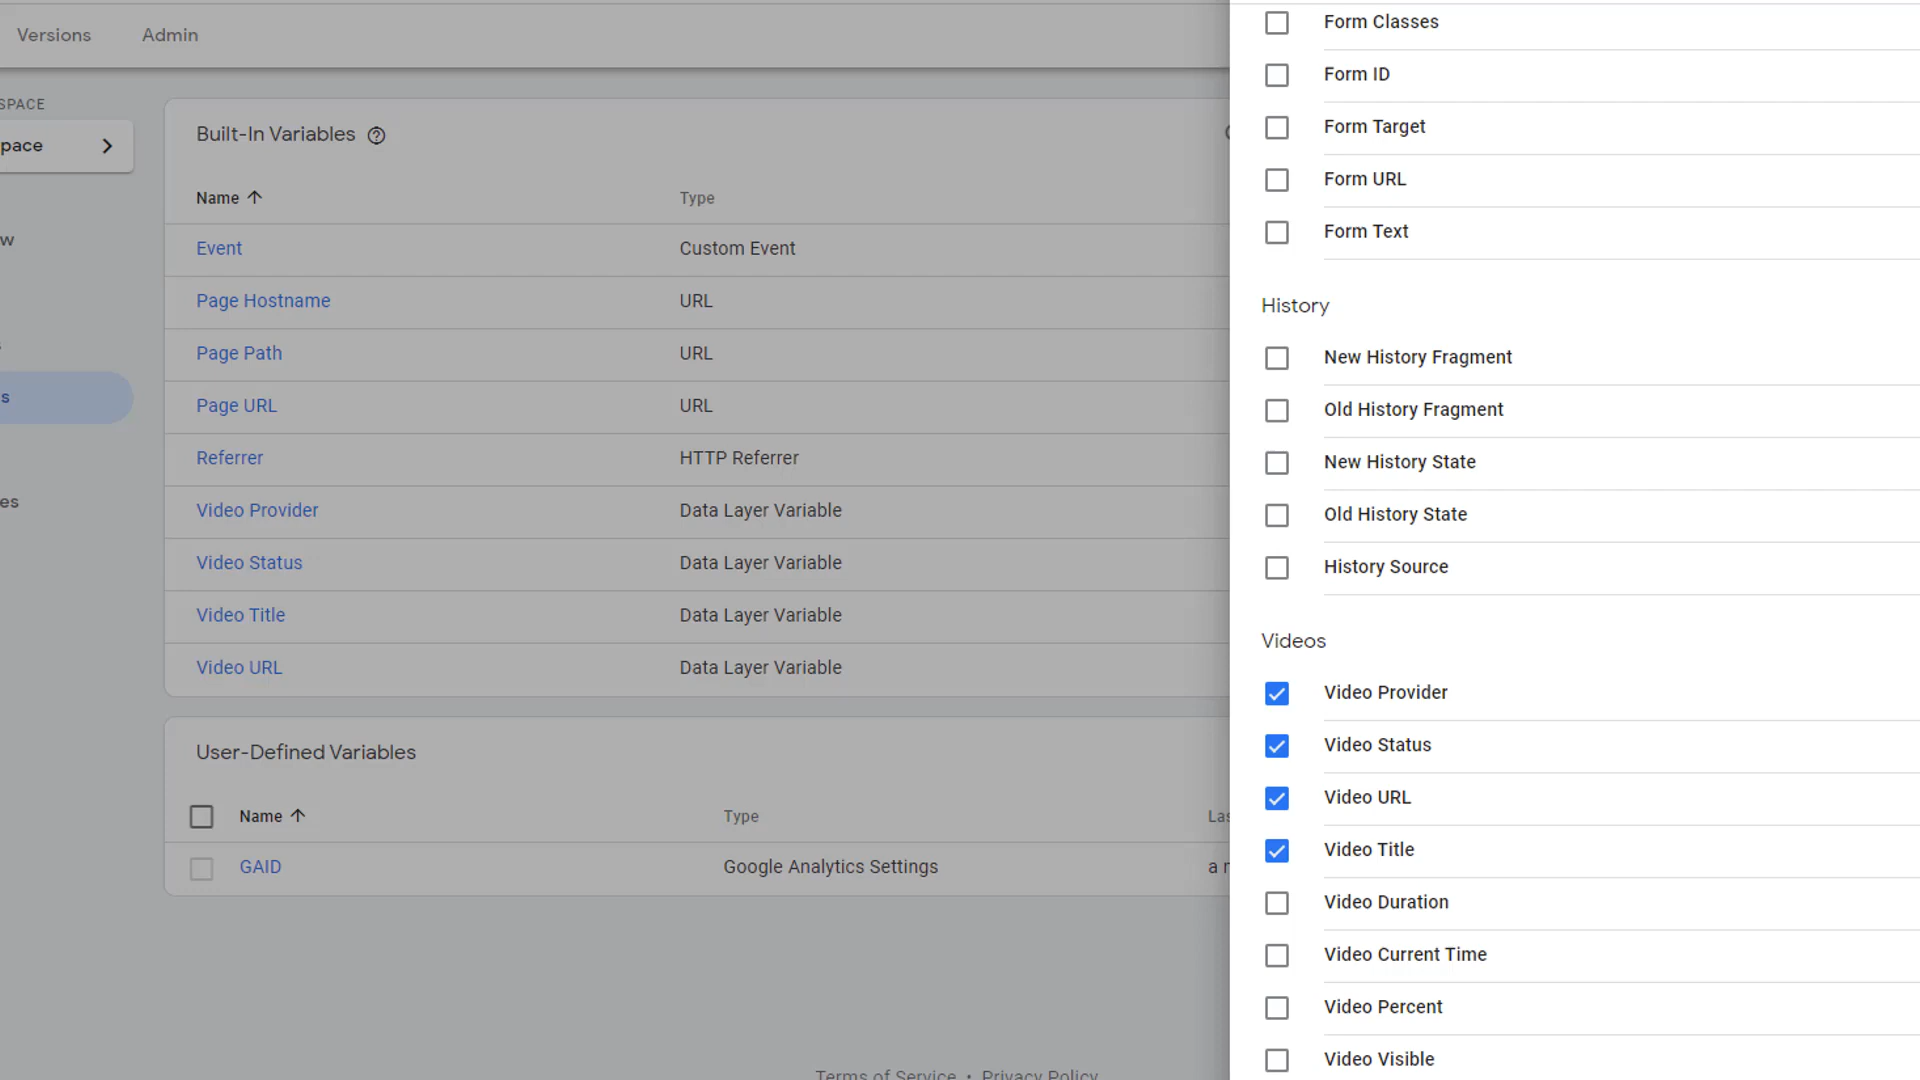 Versions Admin
SPACE
pace
w
s
es
Built-In Variables
Name Type
Event Custom Event
Page Hostname URL
Page Path URL
Page URL URL
Referrer HTTP Referrer
Video Provider Data Layer Variable
Video Status Data Layer Variable
Video Title Data Layer Variable
Video URL Data Layer Variable
User-Defined Variables
Name Type Las
GAID Google Analytics Settings a r
Terms of Service • Privacy Policy
Form Classes
Form ID
Form Target
Form URL
Form Text
History
New History Fragment
Old History Fragment
New History State
Old History State
History Source
Videos
Video Provider
Video Status
Video URL
Video Title
Video Duration
Video Current Time
Video Percent
Video Visible